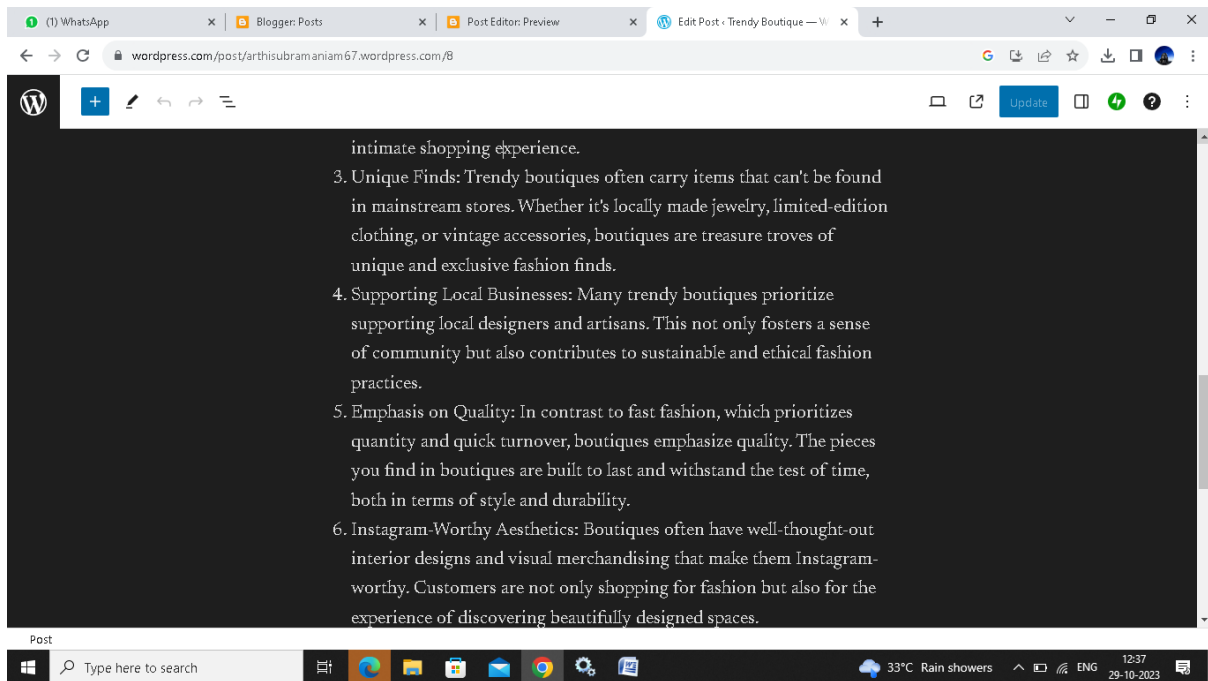 (1) WhatsApp
Blogger: Posts
Post Editor: Preview
Edit Post ‹ Trendy Boutique — W
wordpress.com/post/arthisubramaniam67.wordpress.com/8
Update
intimate shopping experience.
3. Unique Finds: Trendy boutiques often carry items that can't be found
in mainstream stores. Whether it's locally made jewelry, limited-edition
clothing, or vintage accessories, boutiques are treasure troves of
unique and exclusive fashion finds.
4. Supporting Local Businesses: Many trendy boutiques prioritize
supporting local designers and artisans. This not only fosters a sense
of community but also contributes to sustainable and ethical fashion
practices.
5. Emphasis on Quality: In contrast to fast fashion, which prioritizes
quantity and quick turnover, boutiques emphasize quality. The pieces
you find in boutiques are built to last and withstand the test of time,
both in terms of style and durability.
6. Instagram-Worthy Aesthetics: Boutiques often have well-thought-out
interior designs and visual merchandising that make them Instagram-
worthy. Customers are not only shopping for fashion but also for the
experience of discovering beautifully designed spaces.
Post
Type here to search
33°C Rain showers
ENG
12:37
29-10-2023